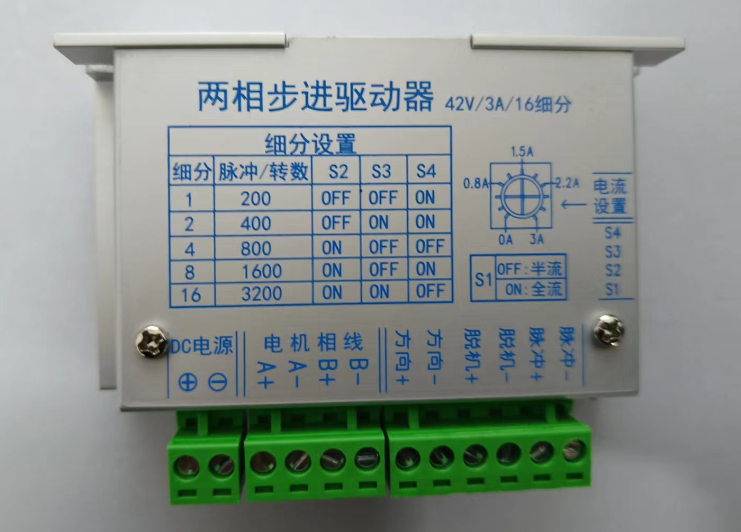 两相步进驱动器 42V/3A/16细分
细分设置
细分 脉冲/转数 S2 S3 S4
1 200 OFF OFF ON
2 400 OFF ON ON
4 800 ON OFF OFF
8 1600 ON OFF ON
16 3200 ON ON OFF
1.5A
0.8A 2.2A
0A 3A
电流
设置
S4
S3
S2
S1
S1 OFF:半流
ON:全流
DC电源
电机相线
A+ A- B+ B-
方向+
方向-
脱机+
脱机-
脉冲+
脉冲-